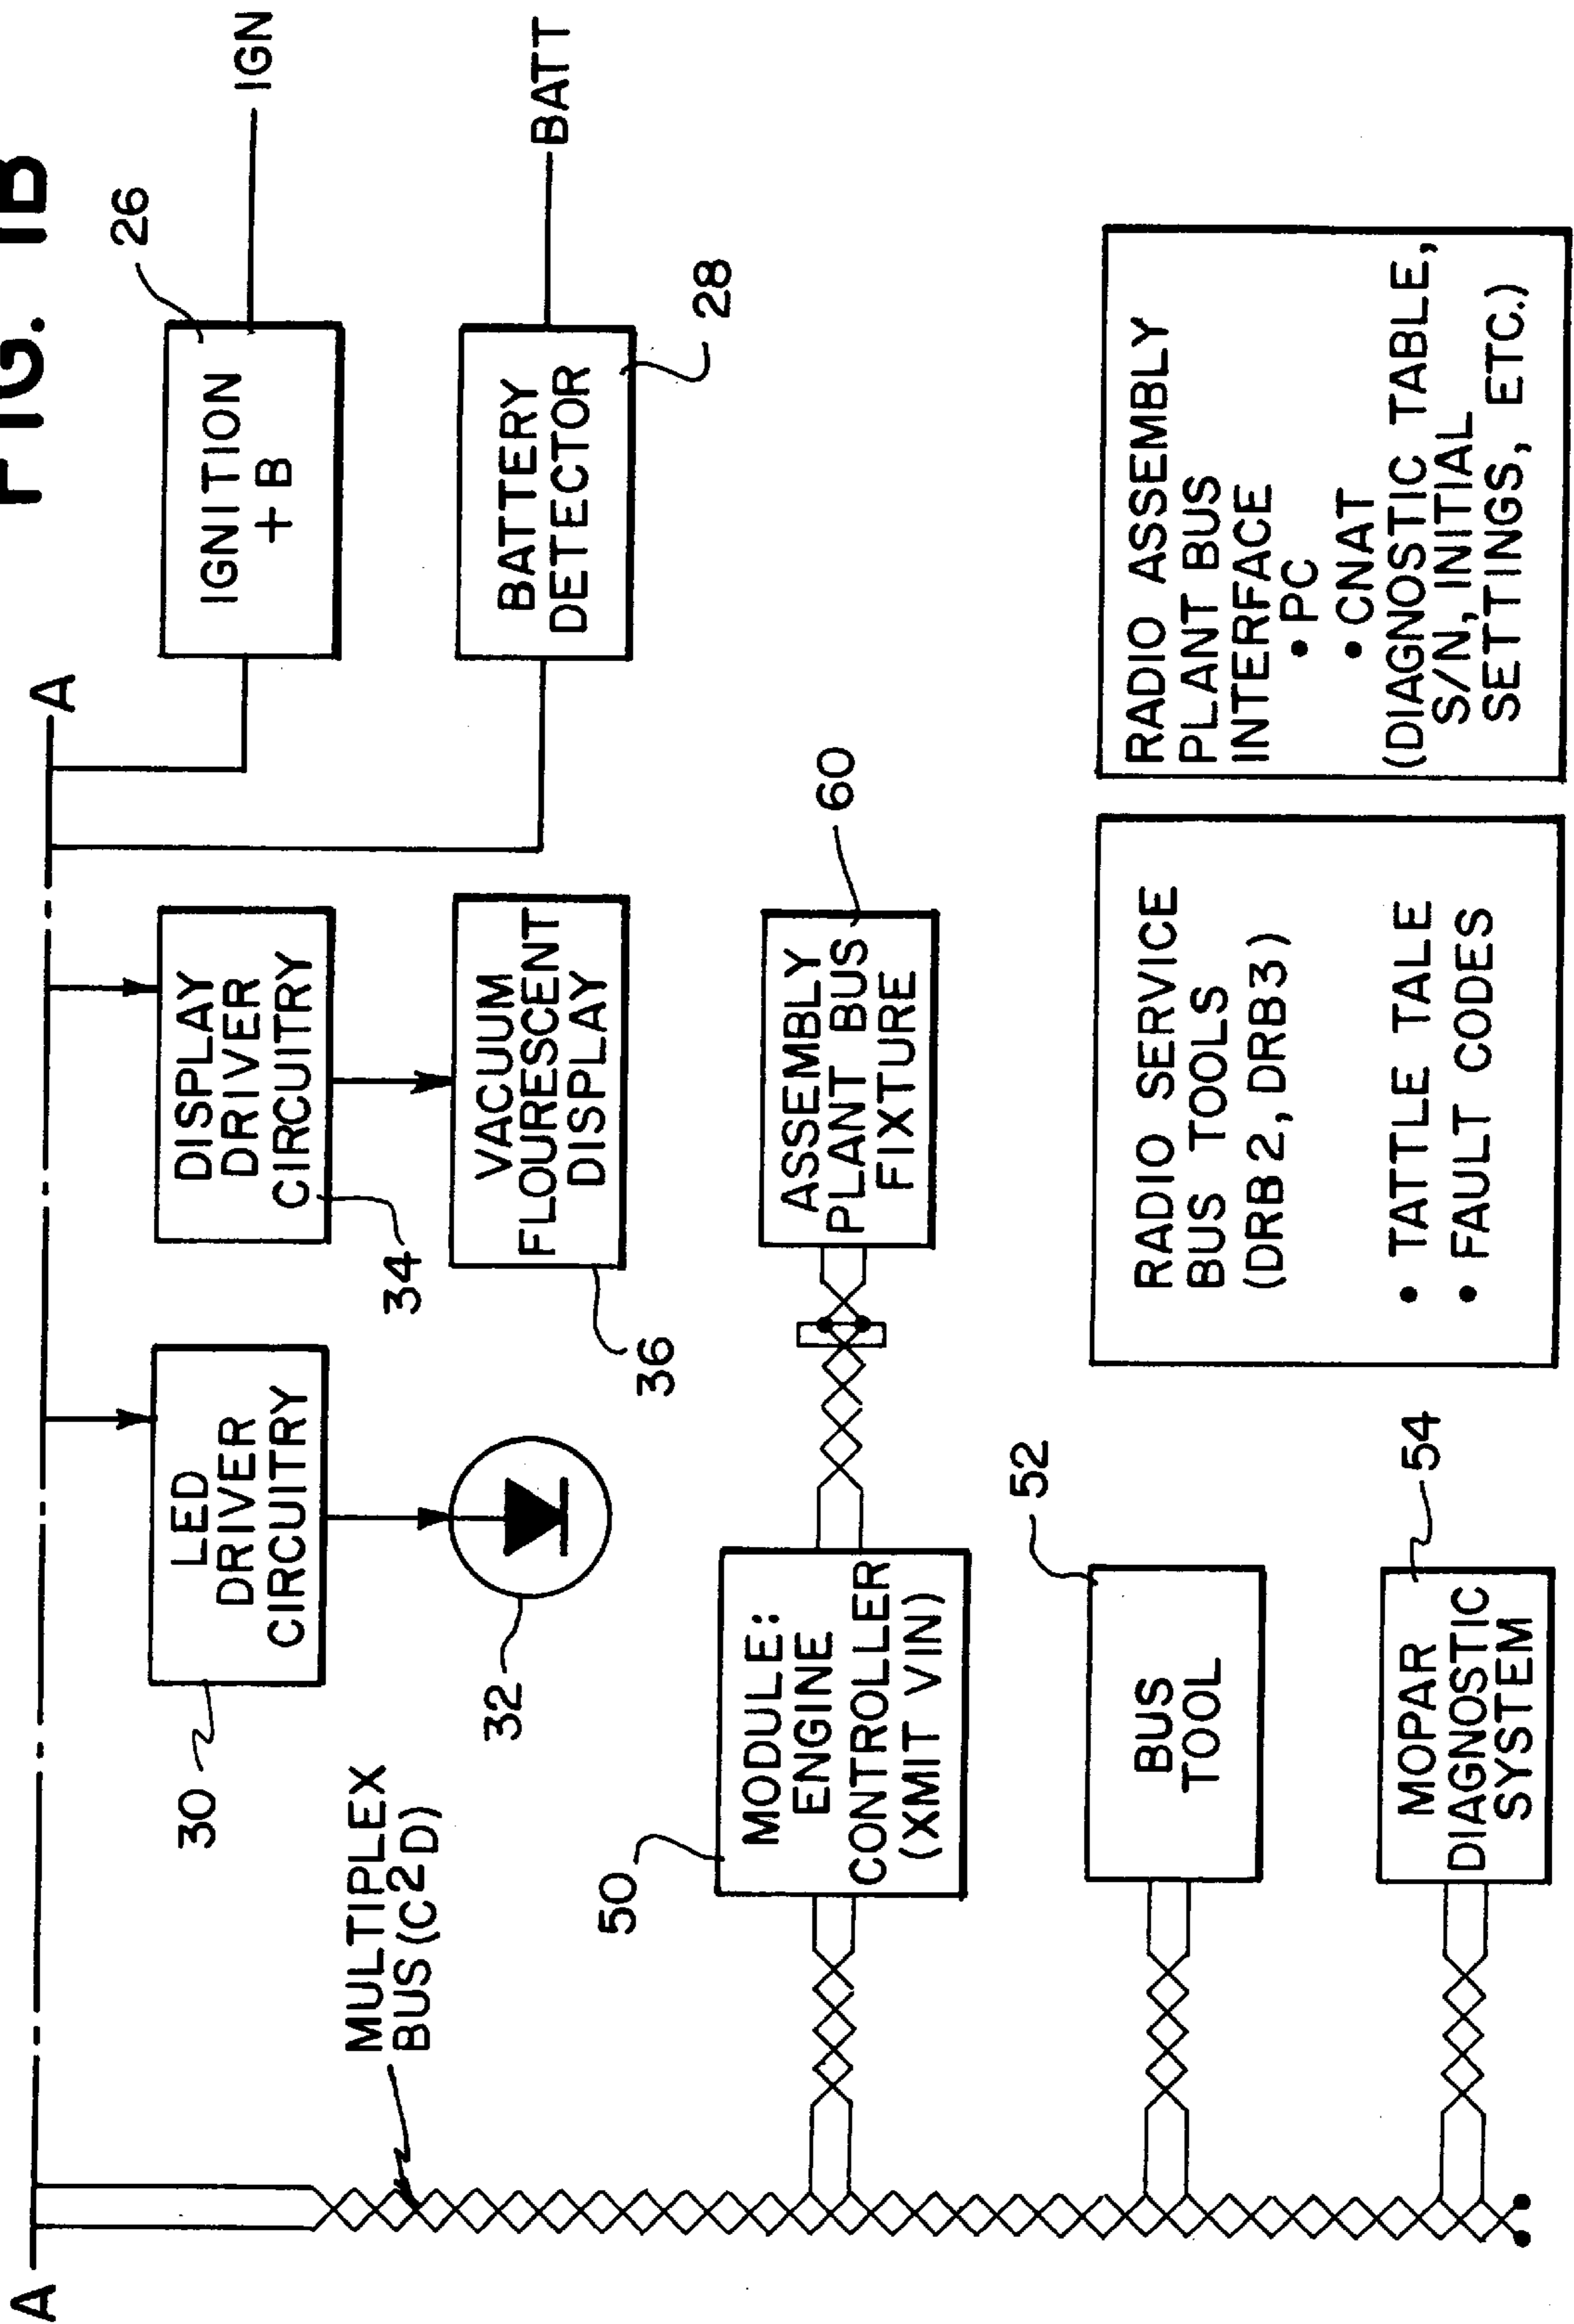 FIG. 1B
A
A
IGNITION
+B
26
IGN
BATTERY
DETECTOR
28
BATT
DISPLAY
DRIVER
CIRCUITRY
34
VACUUM
FLOURESCENT
DISPLAY
36
LED
DRIVER
CIRCUITRY
30
32
MULTIPLEX
BUS (C²D)
MODULE:
ENGINE
CONTROLLER
(XMIT VIN)
50
ASSEMBLY
PLANT BUS
FIXTURE
60
BUS
TOOL
52
MOPAR
DIAGNOSTIC
SYSTEM
54
RADIO SERVICE
BUS TOOLS
(DRB 2, DRB3)
• TATTLE TALE
• FAULT CODES
RADIO ASSEMBLY
PLANT BUS
INTERFACE
• PC
• CNAT
(DIAGNOSTIC TABLE,
S/N, INITIAL
SETTINGS, ETC.)